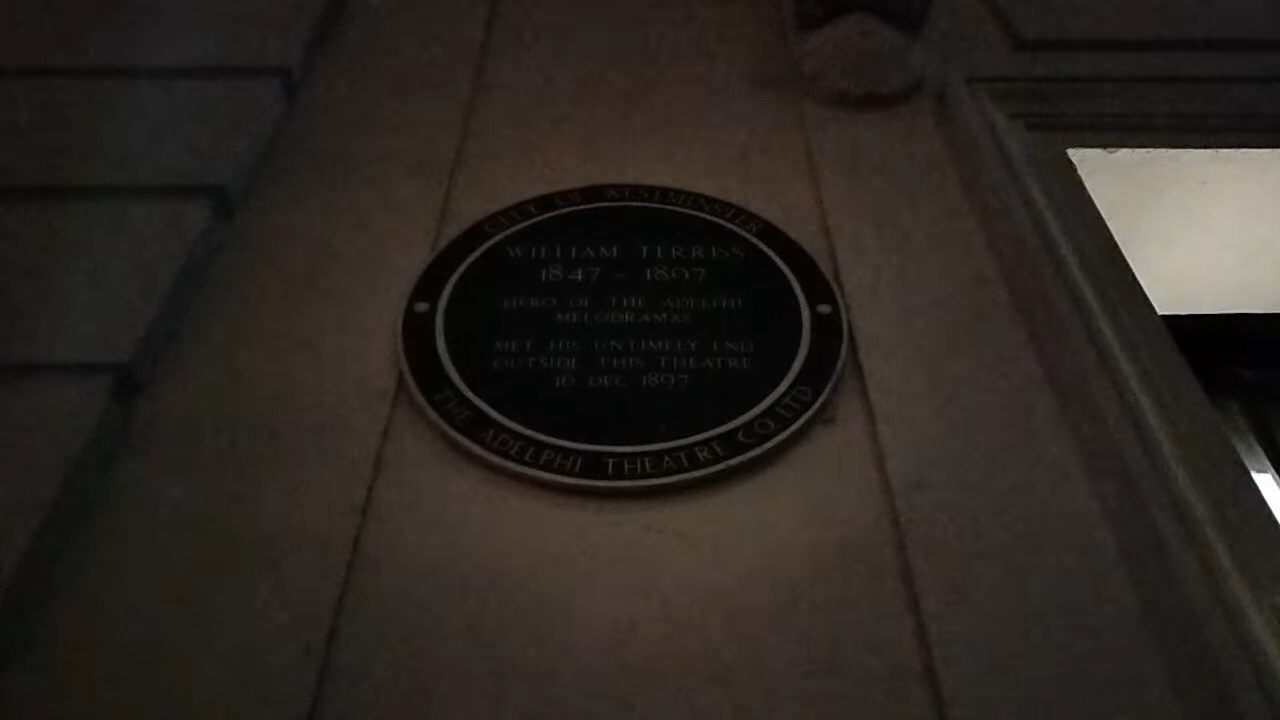 CITY OF WESTMINSTER
WILLIAM TERRISS
1847 - 1897
HERO OF THE ADELPHI
MELODRAMAS
MET HIS UNTIMELY END
OUTSIDE THIS THEATRE
16 DEC 1897
THE ADELPHI THEATRE CO. LTD